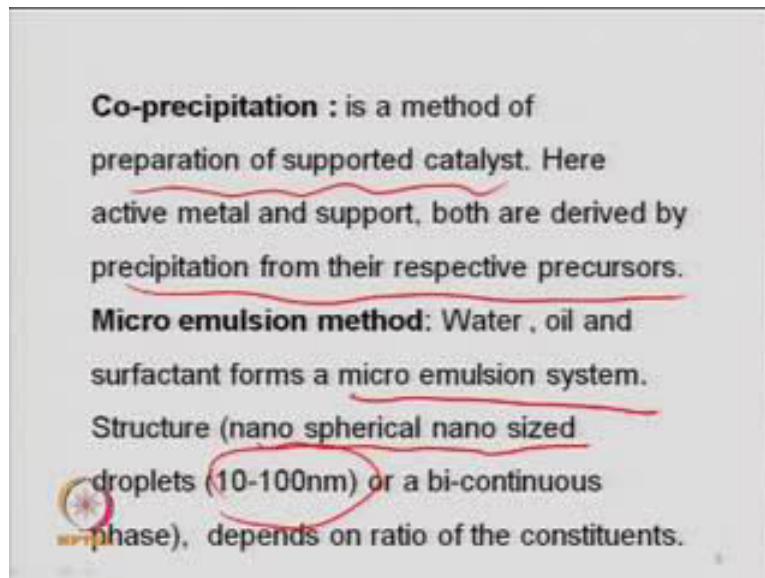 Co-precipitation : is a method of
preparation of supported catalyst. Here
active metal and support, both are derived by
precipitation from their respective precursors.
Micro emulsion method: Water , oil and
surfactant forms a micro emulsion system.
Structure (nano spherical nano sized
droplets (10-100nm) or a bi-continuous
phase), depends on ratio of the constituents.